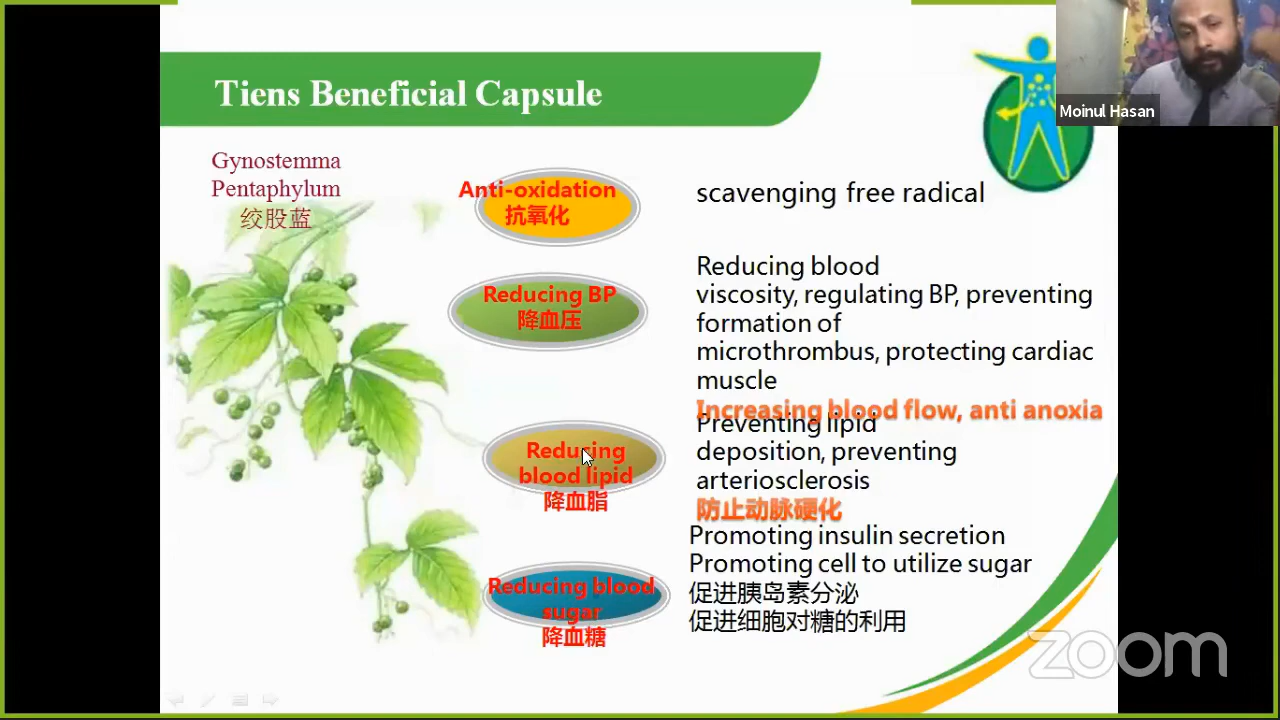 Tiens Beneficial Capsule
Moinul Hasan
Gynostemma
Pentaphylum
绞股蓝
Anti-oxidation
抗氧化
scavenging free radical
Reducing BP
降血压
Reducing blood
viscosity, regulating BP, preventing
formation of
microthrombus, protecting cardiac
muscle
Increasing blood flow, anti anoxia
Reducing
blood lipid
降血脂
Preventing lipid
deposition, preventing
arteriosclerosis
防止动脉硬化
Reducing blood
sugar
降血糖
Promoting insulin secretion
Promoting cell to utilize sugar
促进胰岛素分泌
促进细胞对糖的利用
zoom